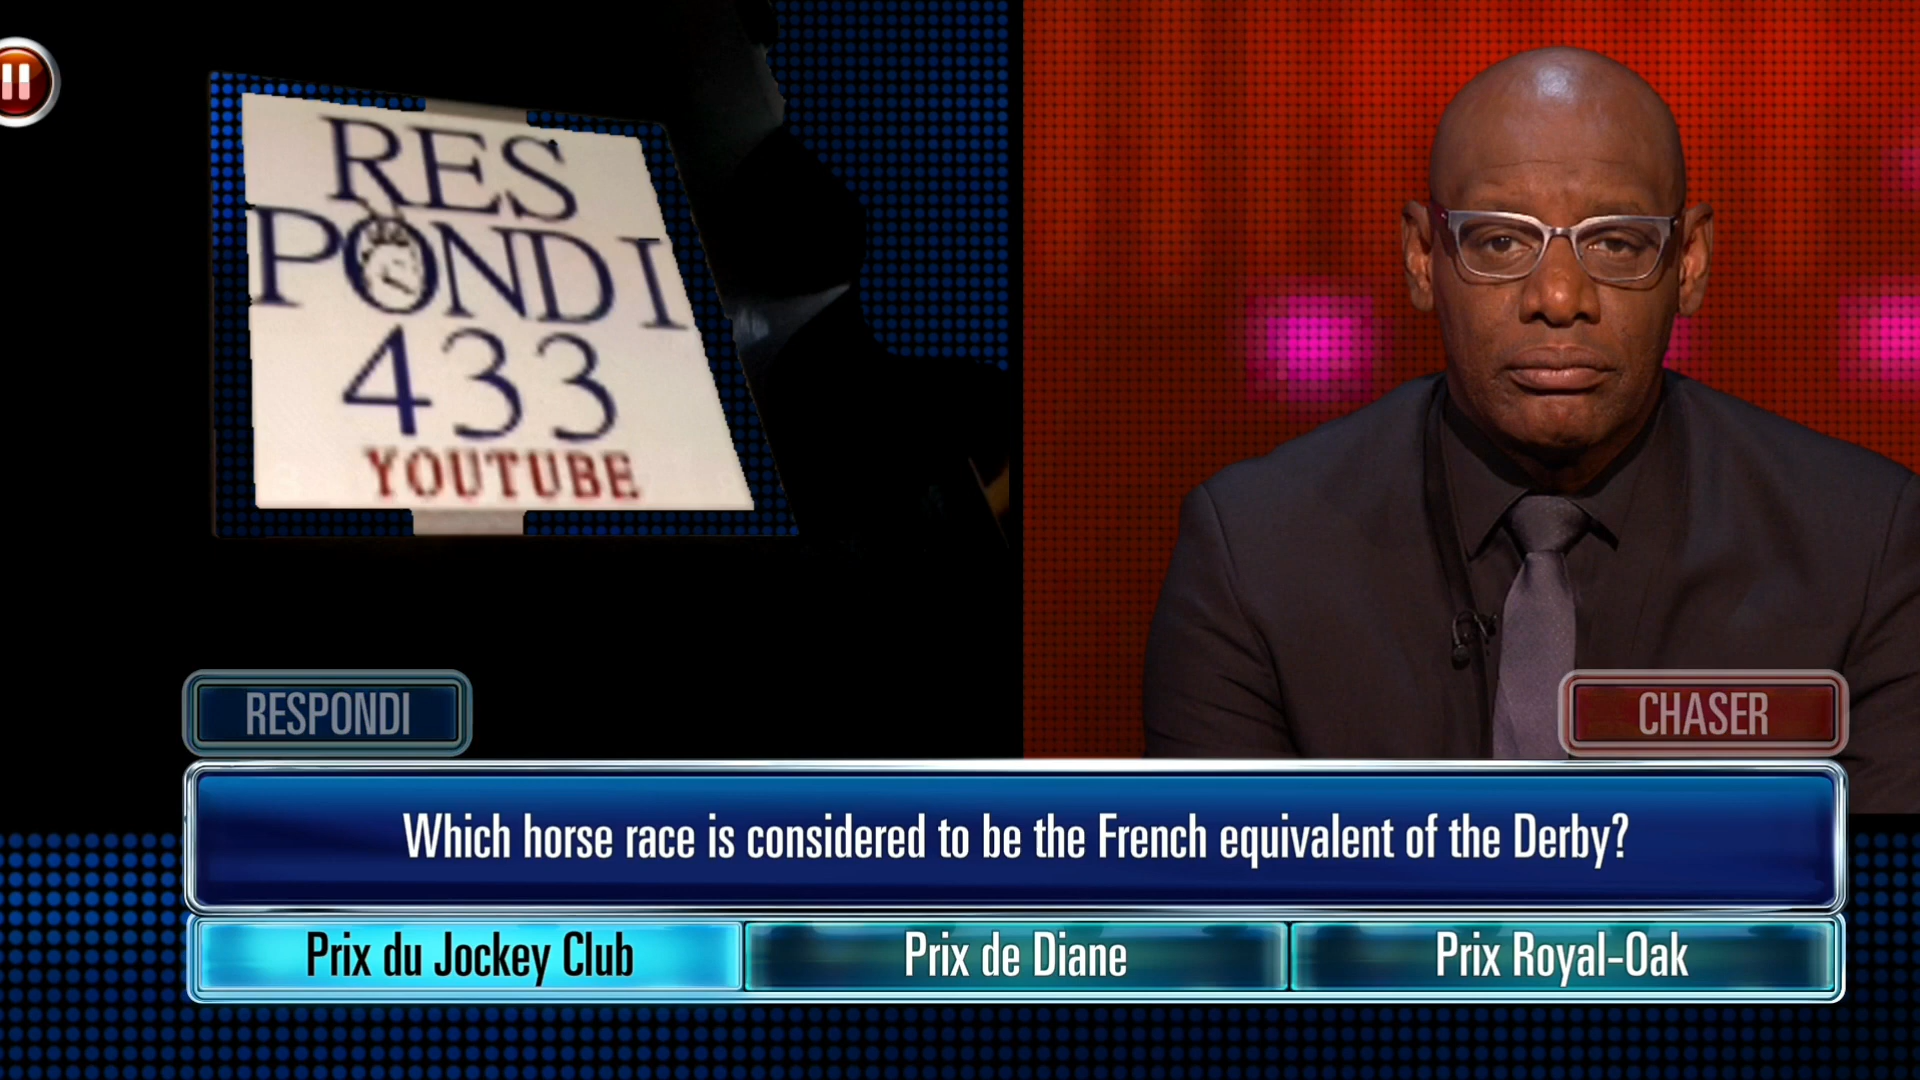 RES
PONDI
433
YOUTUBE
RESPONDI
CHASER
Which horse race is considered to be the French equivalent of the Derby?
Prix du Jockey Club
Prix de Diane
Prix Royal-Oak